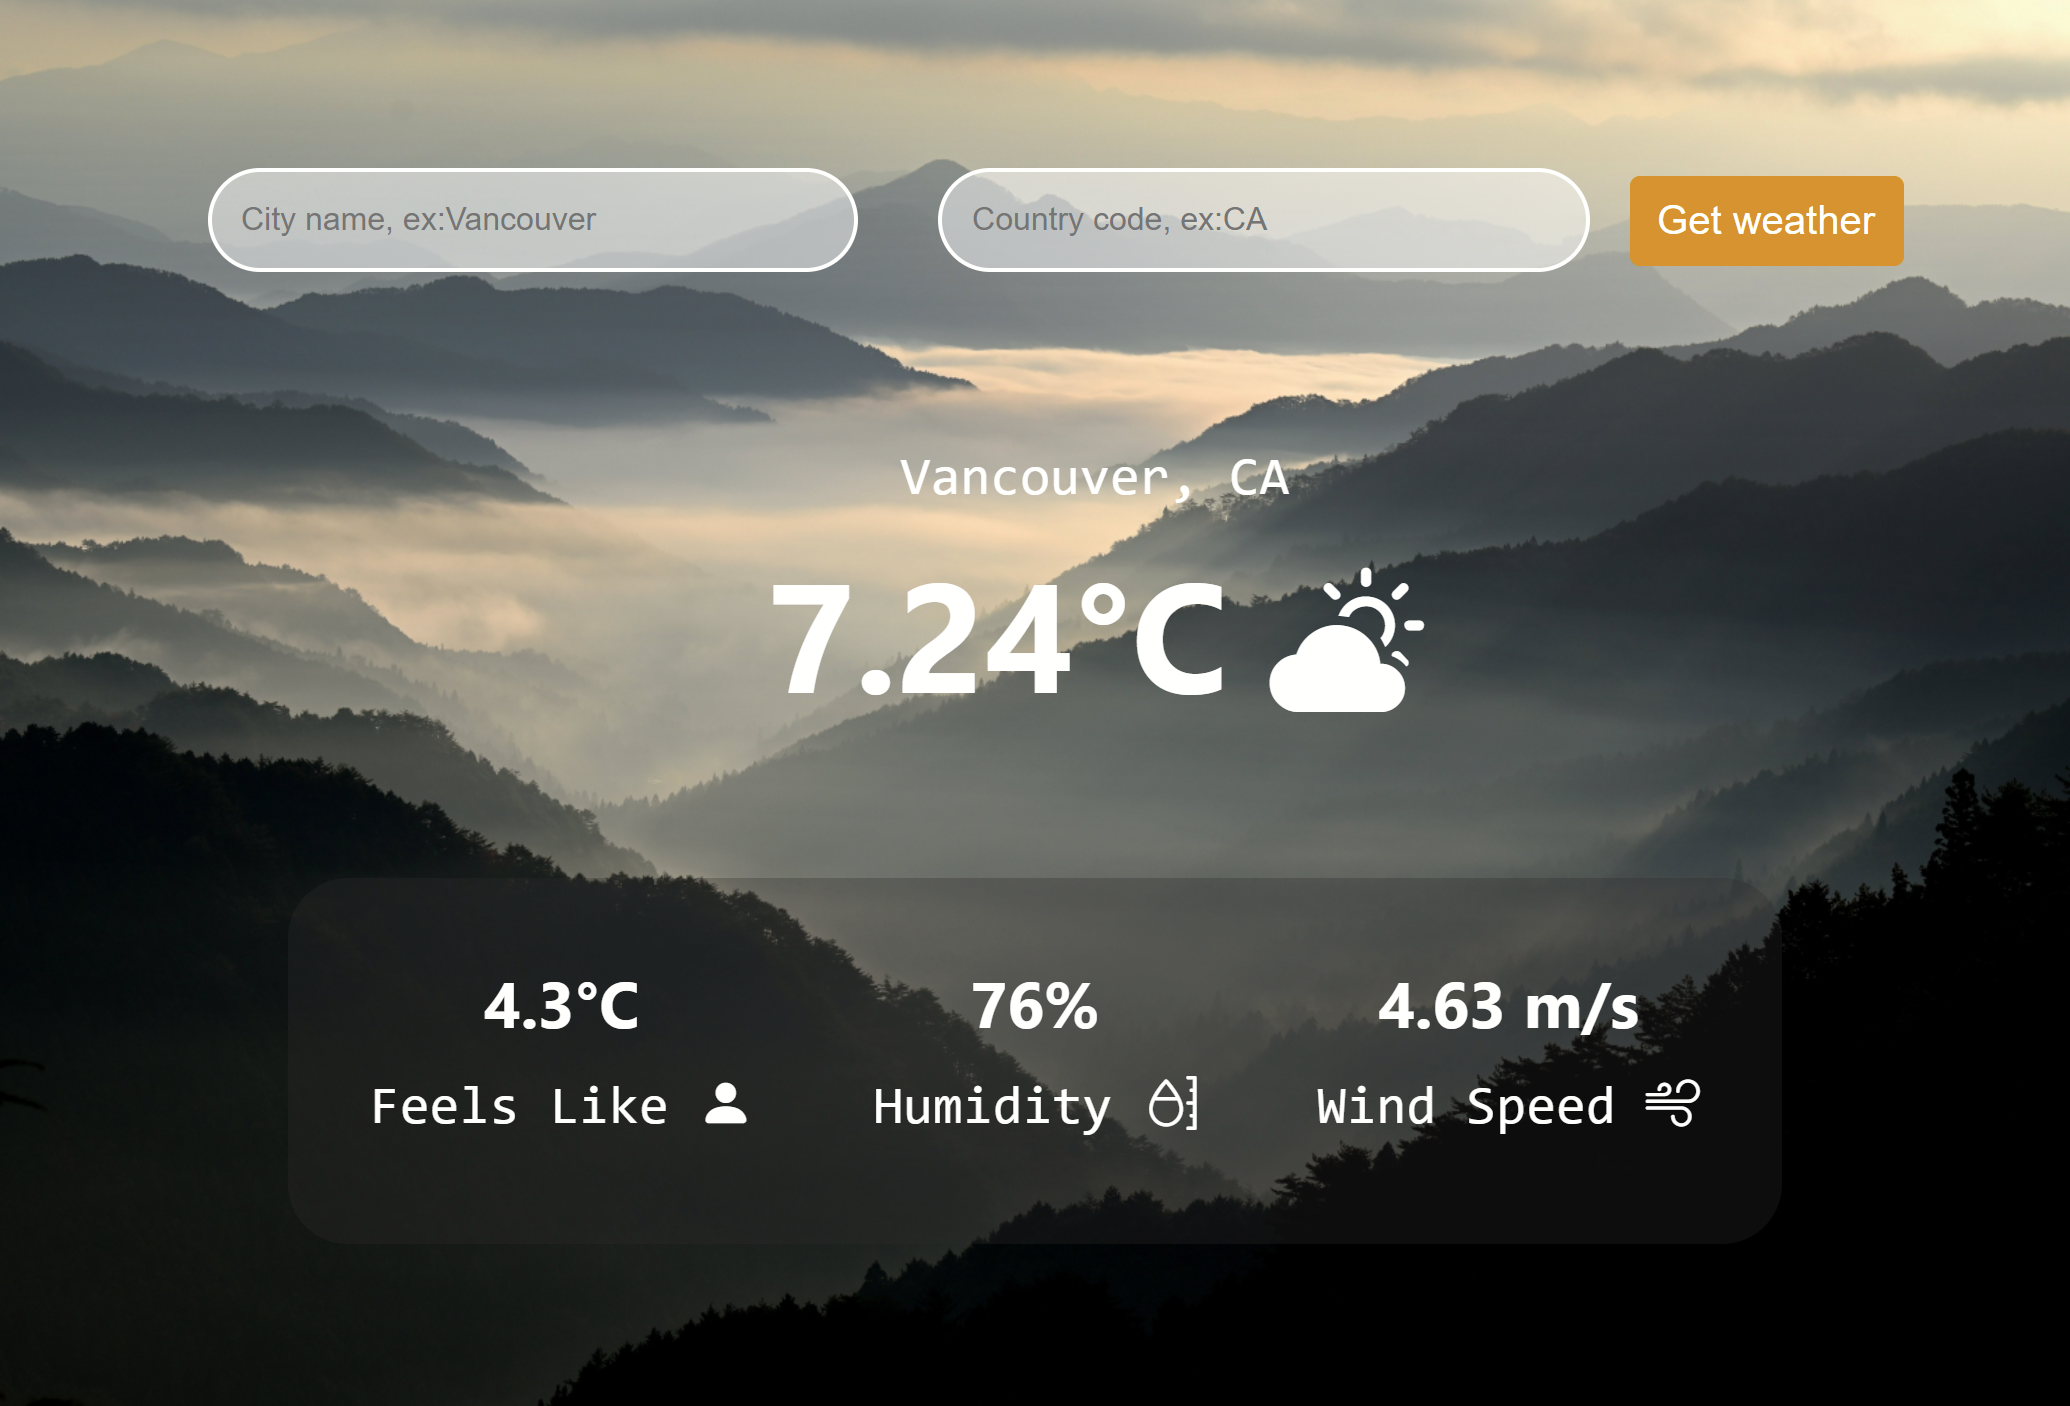 City name, ex:Vancouver
Country code, ex:CA
Get weather
Vancouver, CA
7.24°C
4.3°C
76%
4.63 m/s
Feels Like
Humidity
Wind Speed